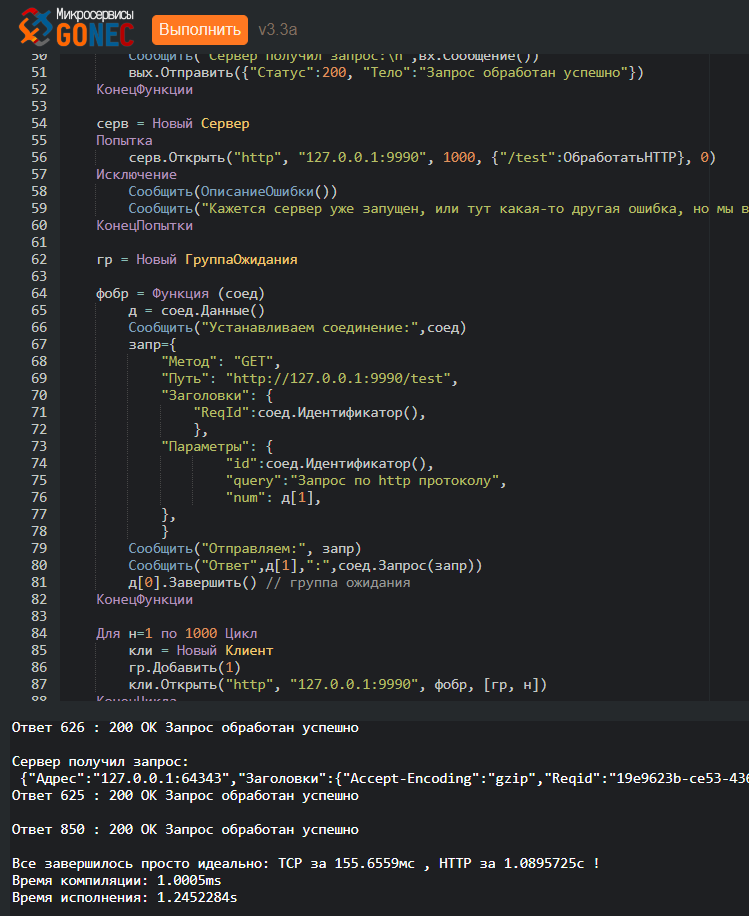 Микросервисы
GONEC
Выполнить
v3.3a
50 Сообщить("Сервер получил запрос:\n",вх.Сообщение())
51 вых.Отправить({"Статус":200, "Тело":"Запрос обработан успешно"})
52 КонецФункции
53
54 серв = Новый Сервер
55 Попытка
56 серв.Открыть("http", "127.0.0.1:9990", 1000, {"/test":ОбработатьHTTP}, 0)
57 Исключение
58 Сообщить(ОписаниеОшибки())
59 Сообщить("Кажется сервер уже запущен, или тут какая-то другая ошибка, но мы в
60 КонецПопытки
61
62 гр = Новый ГруппаОжидания
63
64 фобр = Функция (соед)
65 д = соед.Данные()
66 Сообщить("Устанавливаем соединение:",соед)
67 запр={
68 "Метод": "GET",
69 "Путь": "http://127.0.0.1:9990/test",
70 "Заголовки": {
71 "ReqId":соед.Идентификатор(),
72 },
73 "Параметры": {
74 "id":соед.Идентификатор(),
75 "query":"Запрос по http протоколу",
76 "num": д[1],
77 },
78 }
79 Сообщить("Отправляем:", запр)
80 Сообщить("Ответ",д[1],":",соед.Запрос(запр))
81 д[0].Завершить() // группа ожидания
82 КонецФункции
83
84 Для н=1 по 1000 Цикл
85 кли = Новый Клиент
86 гр.Добавить(1)
87 кли.Открыть("http", "127.0.0.1:9990", фобр, [гр, н])
88 КонецЦикла
Ответ 626 : 200 OK Запрос обработан успешно
Сервер получил запрос:
{"Адрес":"127.0.0.1:64343","Заголовки":{"Accept-Encoding":"gzip","Reqid":"19e9623b-ce53-436
Ответ 625 : 200 OK Запрос обработан успешно
Ответ 850 : 200 OK Запрос обработан успешно
Все завершилось просто идеально: TCP за 155.6559мс , HTTP за 1.0895725с !
Время компиляции: 1.0005ms
Время исполнения: 1.2452284s